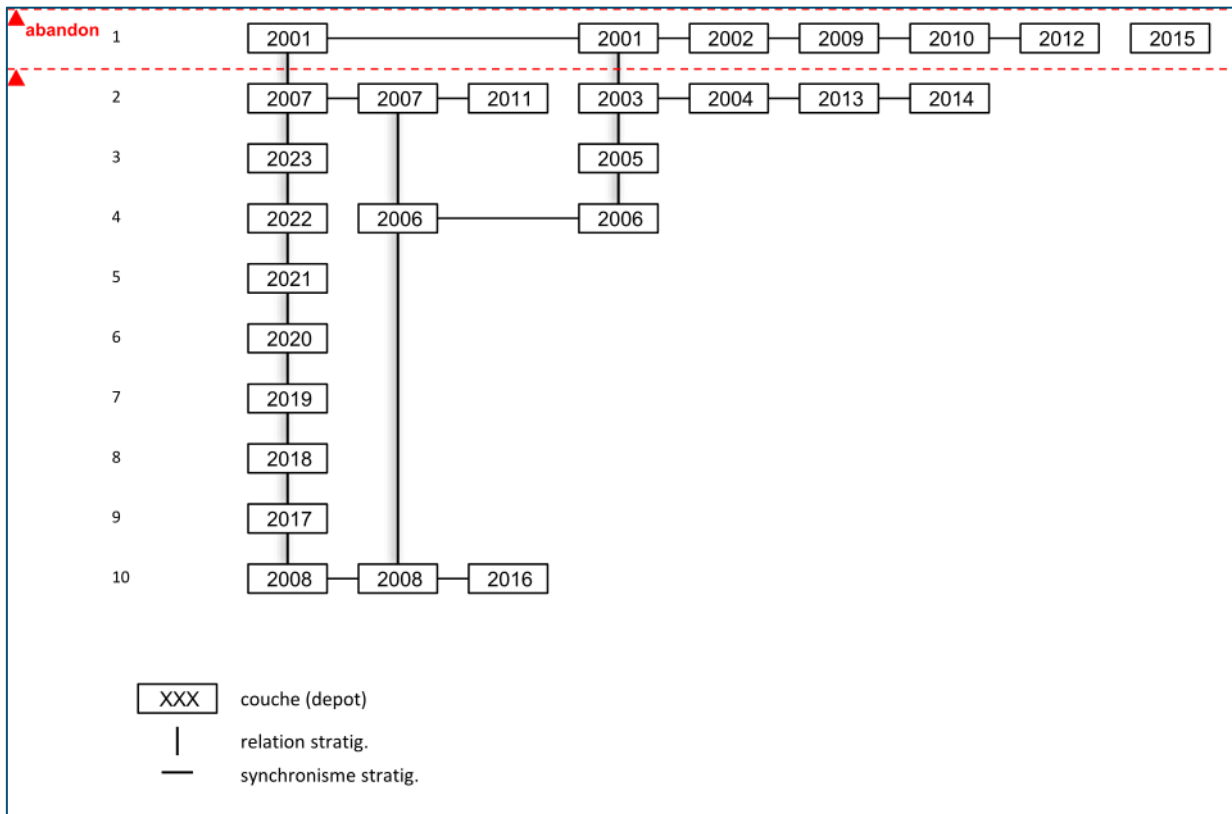 abandon 1 2001 2001 2002 2009 2010 2012 2015
2 2007 2007 2011 2003 2004 2013 2014
3 2023 2005
4 2022 2006 2006
5 2021
6 2020
7 2019
8 2018
9 2017
10 2008 2008 2016
XXX couche (depot)
relation stratig.
synchronisme stratig.